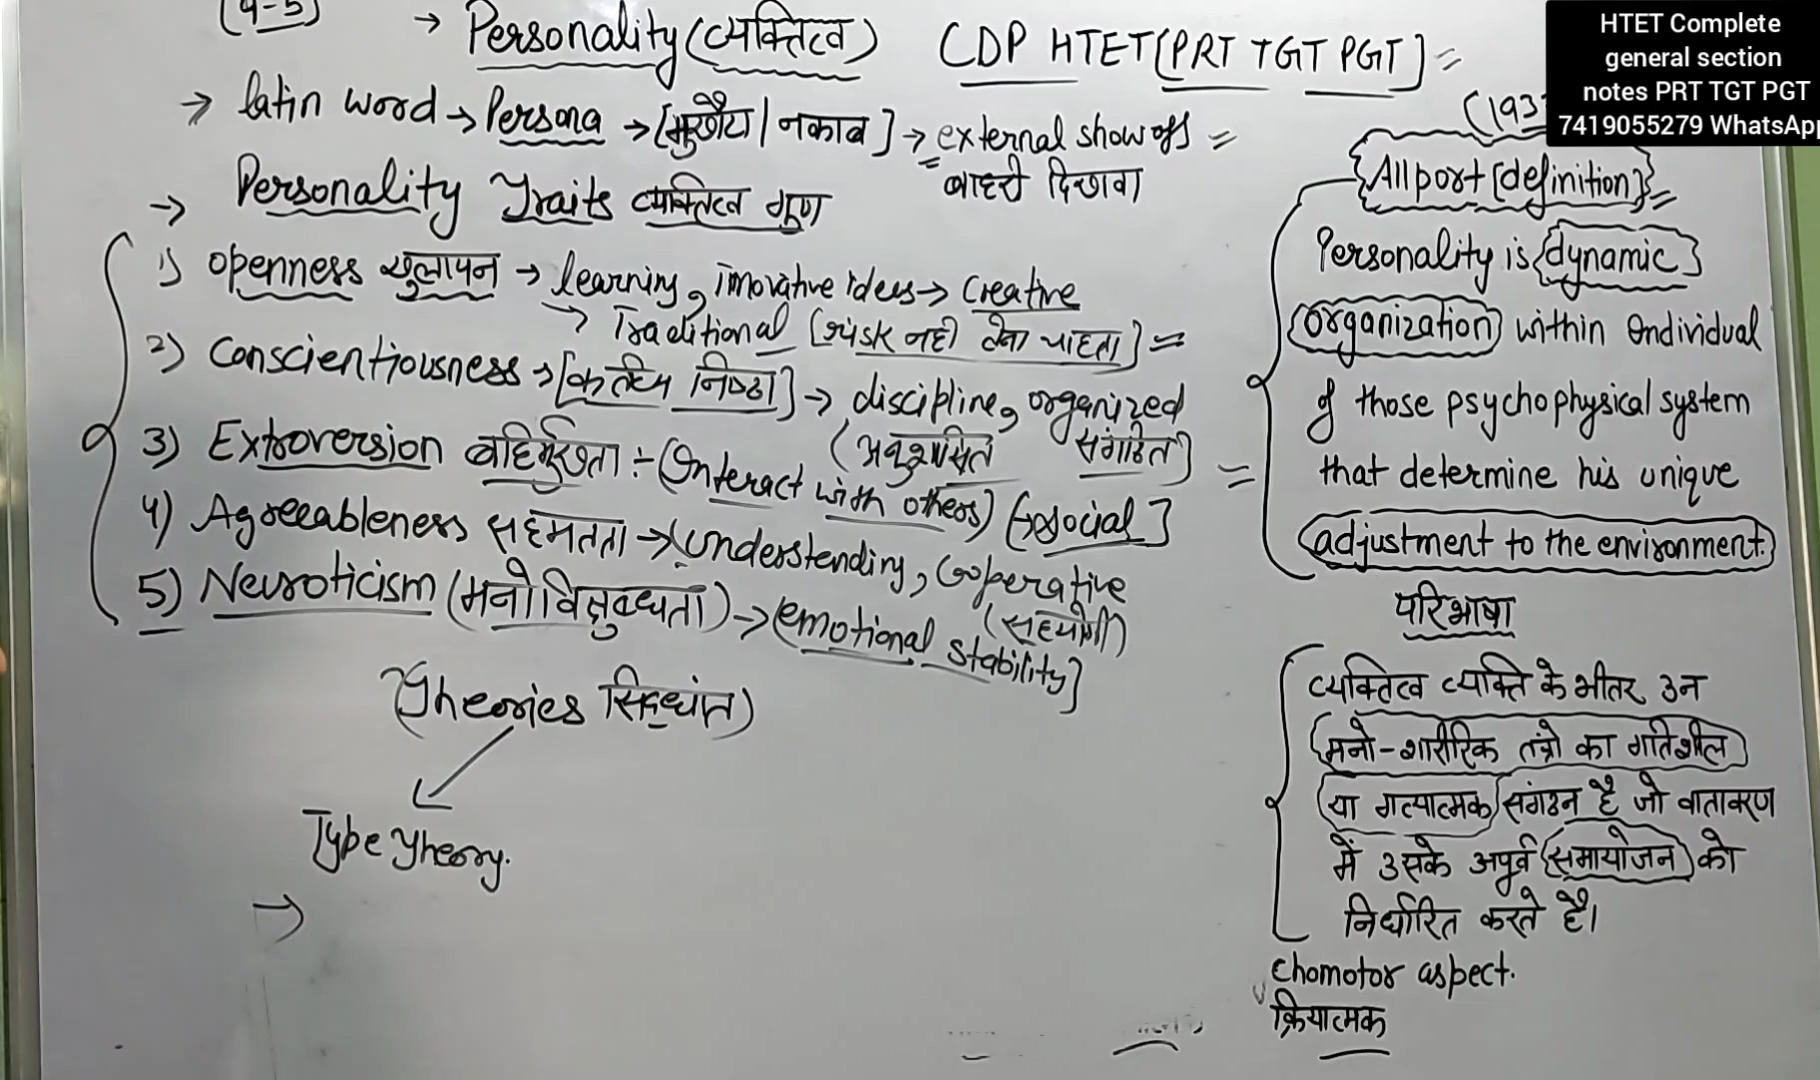 (4-5)
→ Personality (व्यक्तित्व) CDP HTET [PRT TGT PGT] =
→ latin word → Persona → [मुखौटा / नकाब] → external show off =
बाहरी दिखावा
→ Personality Traits व्यक्तित्व गुण
1) openness खुलापन → learning, innovative ideas → Creative
→ Traditional [risk नही लेना चाहता] =
2) Conscientiousness → [कर्तव्य निष्ठा] → discipline, organized
(अनुशासित संगठित)
3) Extroversion बहिर्मुखता ÷ (Interact with others) (→ social]
4) Agreeableness सहमतता → (understending, Cooperative
(सहयोगी)
5) Neuroticism (मनोविक्षुब्धता) → [emotional stability]
(Theories सिद्धांत)
Type Theory.
→
HTET Complete
general section
notes PRT TGT PGT
7419055279 WhatsApp
(193
Allport [definition] =
Personality is dynamic
organization within individual
of those psychophysical system
that determine his unique
adjustment to the environment.
परिभाषा
व्यक्तित्व व्यक्ति के भीतर उन
मनो-शारीरिक तंत्रो का गतिशील
या गत्यात्मक संगठन है जो वातावरण
में उसके अपूर्व समायोजन को
निर्धारित करते है।
chomotor aspect.
क्रियात्मक